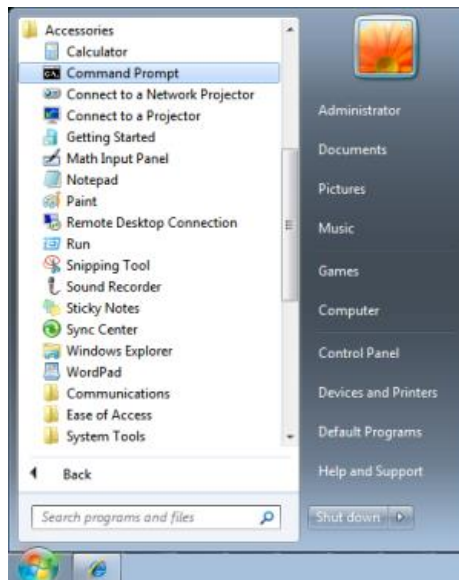 Accessories
Calculator
Command Prompt
Connect to a Network Projector
Connect to a Projector
Getting Started
Math Input Panel
Notepad
Paint
Remote Desktop Connection
Run
Snipping Tool
Sound Recorder
Sticky Notes
Sync Center
Windows Explorer
WordPad
Communications
Ease of Access
System Tools
Back
Search programs and files
Administrator
Documents
Pictures
Music
Games
Computer
Control Panel
Devices and Printers
Default Programs
Help and Support
Shut down